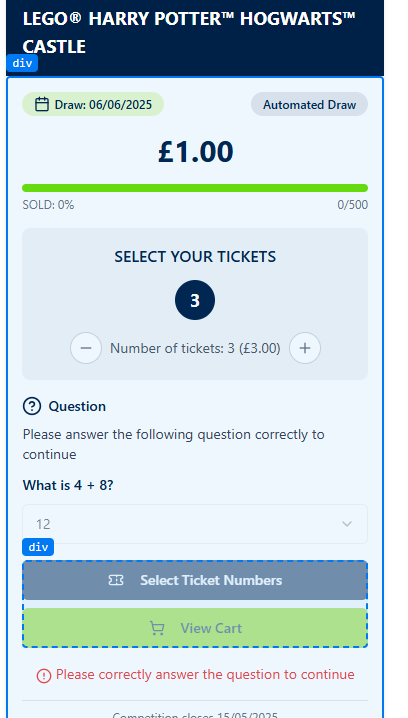 LEGO® HARRY POTTER™ HOGWARTS™
CASTLE
div
Draw: 06/06/2025
Automated Draw
£1.00
SOLD: 0%
0/500
SELECT YOUR TICKETS
3
Number of tickets: 3 (£3.00)
Question
Please answer the following question correctly to
continue
What is 4 + 8?
12
div
Select Ticket Numbers
View Cart
Please correctly answer the question to continue
Competition closes 15/05/2025